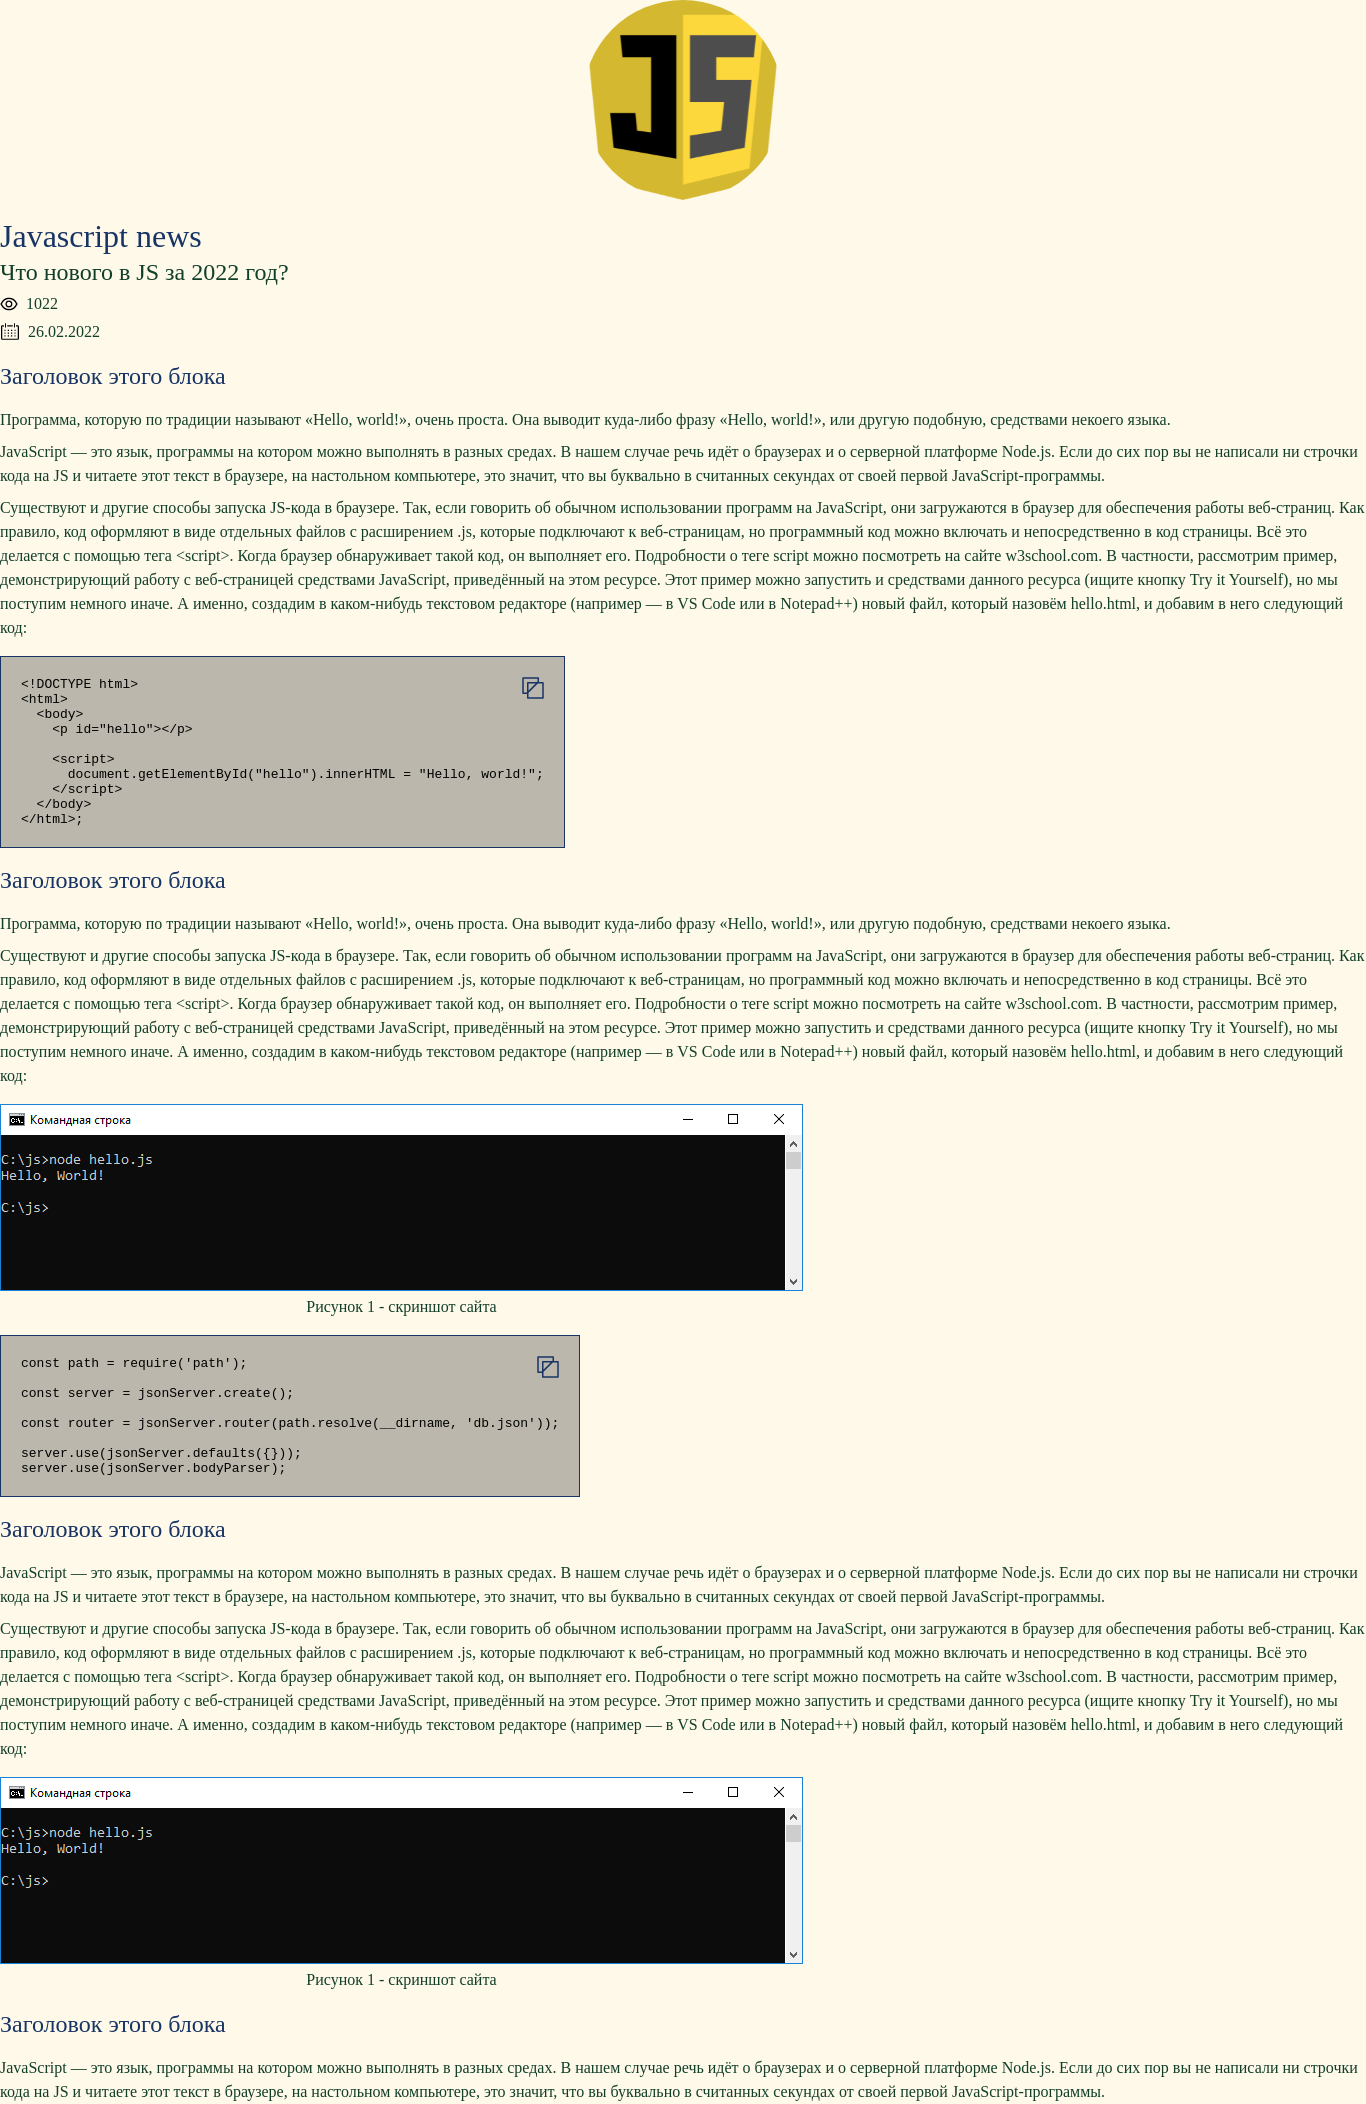 JS
Javascript news
Что нового в JS за 2022 год?
1022
26.02.2022
Заголовок этого блока
Программа, которую по традиции называют «Hello, world!», очень проста. Она выводит куда-либо фразу «Hello, world!», или другую подобную, средствами некоего языка.
JavaScript — это язык, программы на котором можно выполнять в разных средах. В нашем случае речь идёт о браузерах и о серверной платформе Node.js. Если до сих пор вы не написали ни строчки
кода на JS и читаете этот текст в браузере, на настольном компьютере, это значит, что вы буквально в считанных секундах от своей первой JavaScript-программы.
Существуют и другие способы запуска JS-кода в браузере. Так, если говорить об обычном использовании программ на JavaScript, они загружаются в браузер для обеспечения работы веб-страниц. Как
правило, код оформляют в виде отдельных файлов с расширением .js, которые подключают к веб-страницам, но программный код можно включать и непосредственно в код страницы. Всё это
делается с помощью тега <script>. Когда браузер обнаруживает такой код, он выполняет его. Подробности о теге script можно посмотреть на сайте w3school.com. В частности, рассмотрим пример,
демонстрирующий работу с веб-страницей средствами JavaScript, приведённый на этом ресурсе. Этот пример можно запустить и средствами данного ресурса (ищите кнопку Try it Yourself), но мы
поступим немного иначе. А именно, создадим в каком-нибудь текстовом редакторе (например — в VS Code или в Notepad++) новый файл, который назовём hello.html, и добавим в него следующий
код:
<!DOCTYPE html>
<html>
  <body>
    <p id="hello"></p>

    <script>
      document.getElementById("hello").innerHTML = "Hello, world!";
    </script>
  </body>
</html>;
Заголовок этого блока
Программа, которую по традиции называют «Hello, world!», очень проста. Она выводит куда-либо фразу «Hello, world!», или другую подобную, средствами некоего языка.
Существуют и другие способы запуска JS-кода в браузере. Так, если говорить об обычном использовании программ на JavaScript, они загружаются в браузер для обеспечения работы веб-страниц. Как
правило, код оформляют в виде отдельных файлов с расширением .js, которые подключают к веб-страницам, но программный код можно включать и непосредственно в код страницы. Всё это
делается с помощью тега <script>. Когда браузер обнаруживает такой код, он выполняет его. Подробности о теге script можно посмотреть на сайте w3school.com. В частности, рассмотрим пример,
демонстрирующий работу с веб-страницей средствами JavaScript, приведённый на этом ресурсе. Этот пример можно запустить и средствами данного ресурса (ищите кнопку Try it Yourself), но мы
поступим немного иначе. А именно, создадим в каком-нибудь текстовом редакторе (например — в VS Code или в Notepad++) новый файл, который назовём hello.html, и добавим в него следующий
код:
Командная строка
C:\js>node hello.js
Hello, World!
C:\js>
Рисунок 1 - скриншот сайта
const path = require('path');
const server = jsonServer.create();
const router = jsonServer.router(path.resolve(__dirname, 'db.json'));
server.use(jsonServer.defaults({}));
server.use(jsonServer.bodyParser);
Заголовок этого блока
JavaScript — это язык, программы на котором можно выполнять в разных средах. В нашем случае речь идёт о браузерах и о серверной платформе Node.js. Если до сих пор вы не написали ни строчки
кода на JS и читаете этот текст в браузере, на настольном компьютере, это значит, что вы буквально в считанных секундах от своей первой JavaScript-программы.
Существуют и другие способы запуска JS-кода в браузере. Так, если говорить об обычном использовании программ на JavaScript, они загружаются в браузер для обеспечения работы веб-страниц. Как
правило, код оформляют в виде отдельных файлов с расширением .js, которые подключают к веб-страницам, но программный код можно включать и непосредственно в код страницы. Всё это
делается с помощью тега <script>. Когда браузер обнаруживает такой код, он выполняет его. Подробности о теге script можно посмотреть на сайте w3school.com. В частности, рассмотрим пример,
демонстрирующий работу с веб-страницей средствами JavaScript, приведённый на этом ресурсе. Этот пример можно запустить и средствами данного ресурса (ищите кнопку Try it Yourself), но мы
поступим немного иначе. А именно, создадим в каком-нибудь текстовом редакторе (например — в VS Code или в Notepad++) новый файл, который назовём hello.html, и добавим в него следующий
код:
Командная строка
C:\js>node hello.js
Hello, World!
C:\js>
Рисунок 1 - скриншот сайта
Заголовок этого блока
JavaScript — это язык, программы на котором можно выполнять в разных средах. В нашем случае речь идёт о браузерах и о серверной платформе Node.js. Если до сих пор вы не написали ни строчки
кода на JS и читаете этот текст в браузере, на настольном компьютере, это значит, что вы буквально в считанных секундах от своей первой JavaScript-программы.